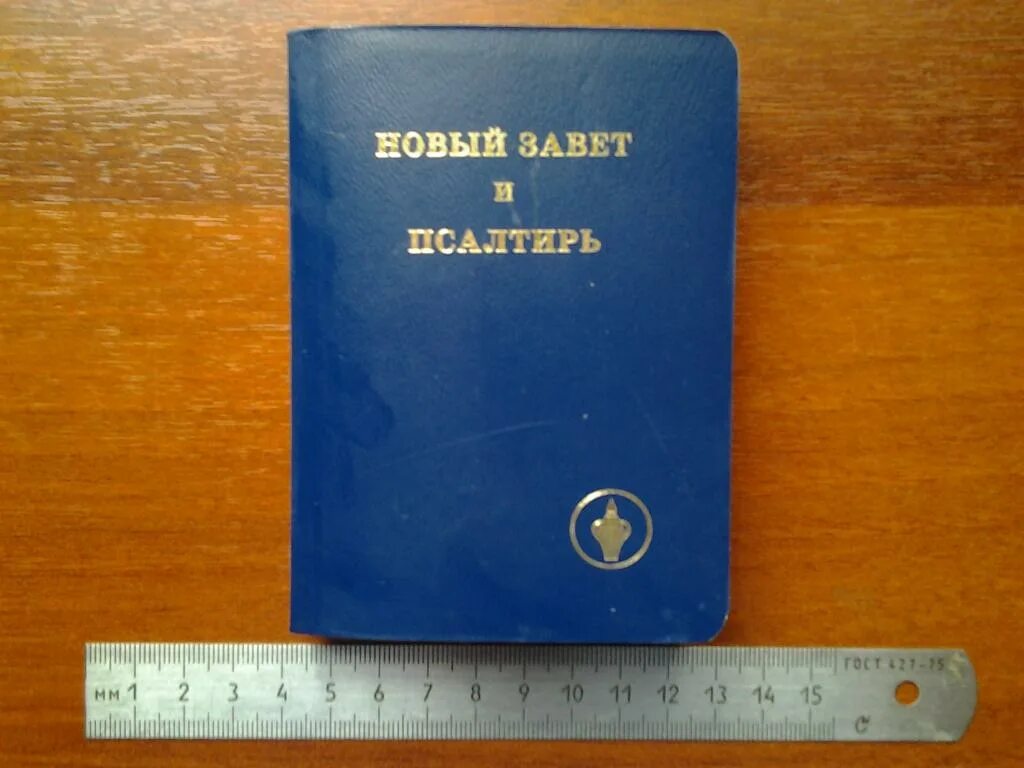 НОВЫЙ ЗАВЕТ
И
ПСАЛТИРЬ
ГОСТ 427-75
мм 1 2 3 4 5 6 7 8 9 10 11 12 13 14 15
С